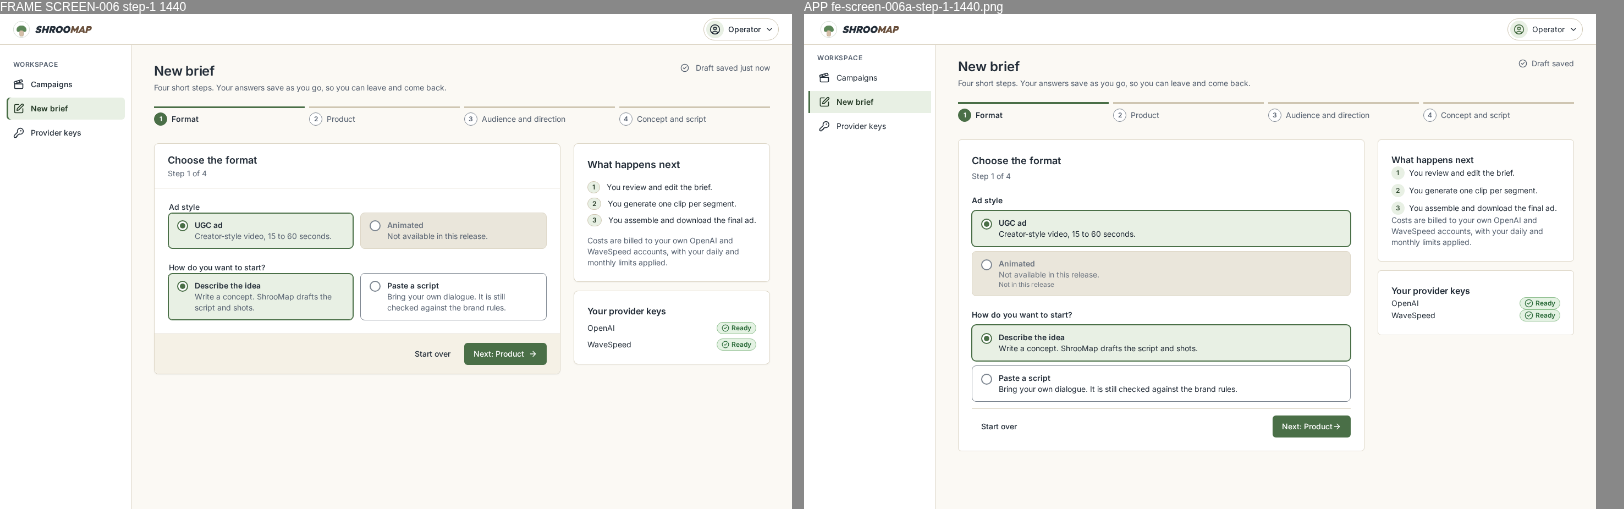 FRAME SCREEN-006 step-1 1440
SHROOMAP
Operator
WORKSPACE
Campaigns
New brief
Provider keys
New brief
Draft saved just now
Four short steps. Your answers save as you go, so you can leave and come back.
1 Format
2 Product
3 Audience and direction
4 Concept and script
Choose the format
Step 1 of 4
Ad style
UGC ad
Creator-style video, 15 to 60 seconds.
Animated
Not available in this release.
How do you want to start?
Describe the idea
Write a concept. ShrooMap drafts the
script and shots.
Paste a script
Bring your own dialogue. It is still
checked against the brand rules.
Start over
Next: Product
What happens next
1 You review and edit the brief.
2 You generate one clip per segment.
3 You assemble and download the final ad.
Costs are billed to your own OpenAI and
WaveSpeed accounts, with your daily and
monthly limits applied.
Your provider keys
OpenAI Ready
WaveSpeed Ready
APP fe-screen-006a-step-1-1440.png
SHROOMAP
Operator
WORKSPACE
Campaigns
New brief
Provider keys
New brief
Draft saved
Four short steps. Your answers save as you go, so you can leave and come back.
1 Format
2 Product
3 Audience and direction
4 Concept and script
Choose the format
Step 1 of 4
Ad style
UGC ad
Creator-style video, 15 to 60 seconds.
Animated
Not available in this release.
Not in this release
How do you want to start?
Describe the idea
Write a concept. ShrooMap drafts the script and shots.
Paste a script
Bring your own dialogue. It is still checked against the brand rules.
Start over
Next: Product
What happens next
1 You review and edit the brief.
2 You generate one clip per segment.
3 You assemble and download the final ad.
Costs are billed to your own OpenAI and
WaveSpeed accounts, with your daily and
monthly limits applied.
Your provider keys
OpenAI Ready
WaveSpeed Ready